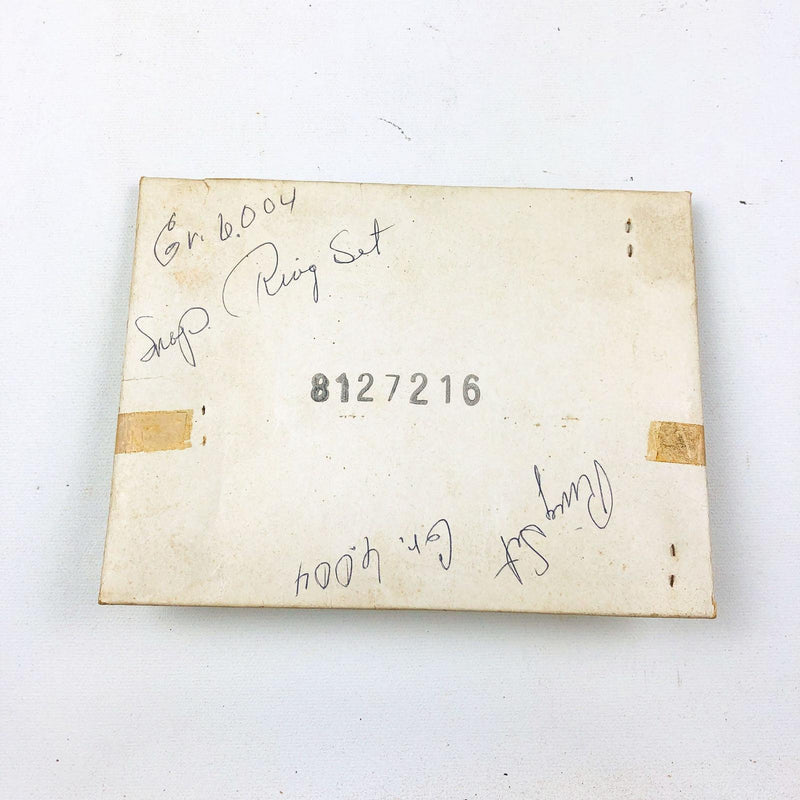 Gr. 6.004
Snap Ring Set
8127216
Ring Set
Gr. 6.004